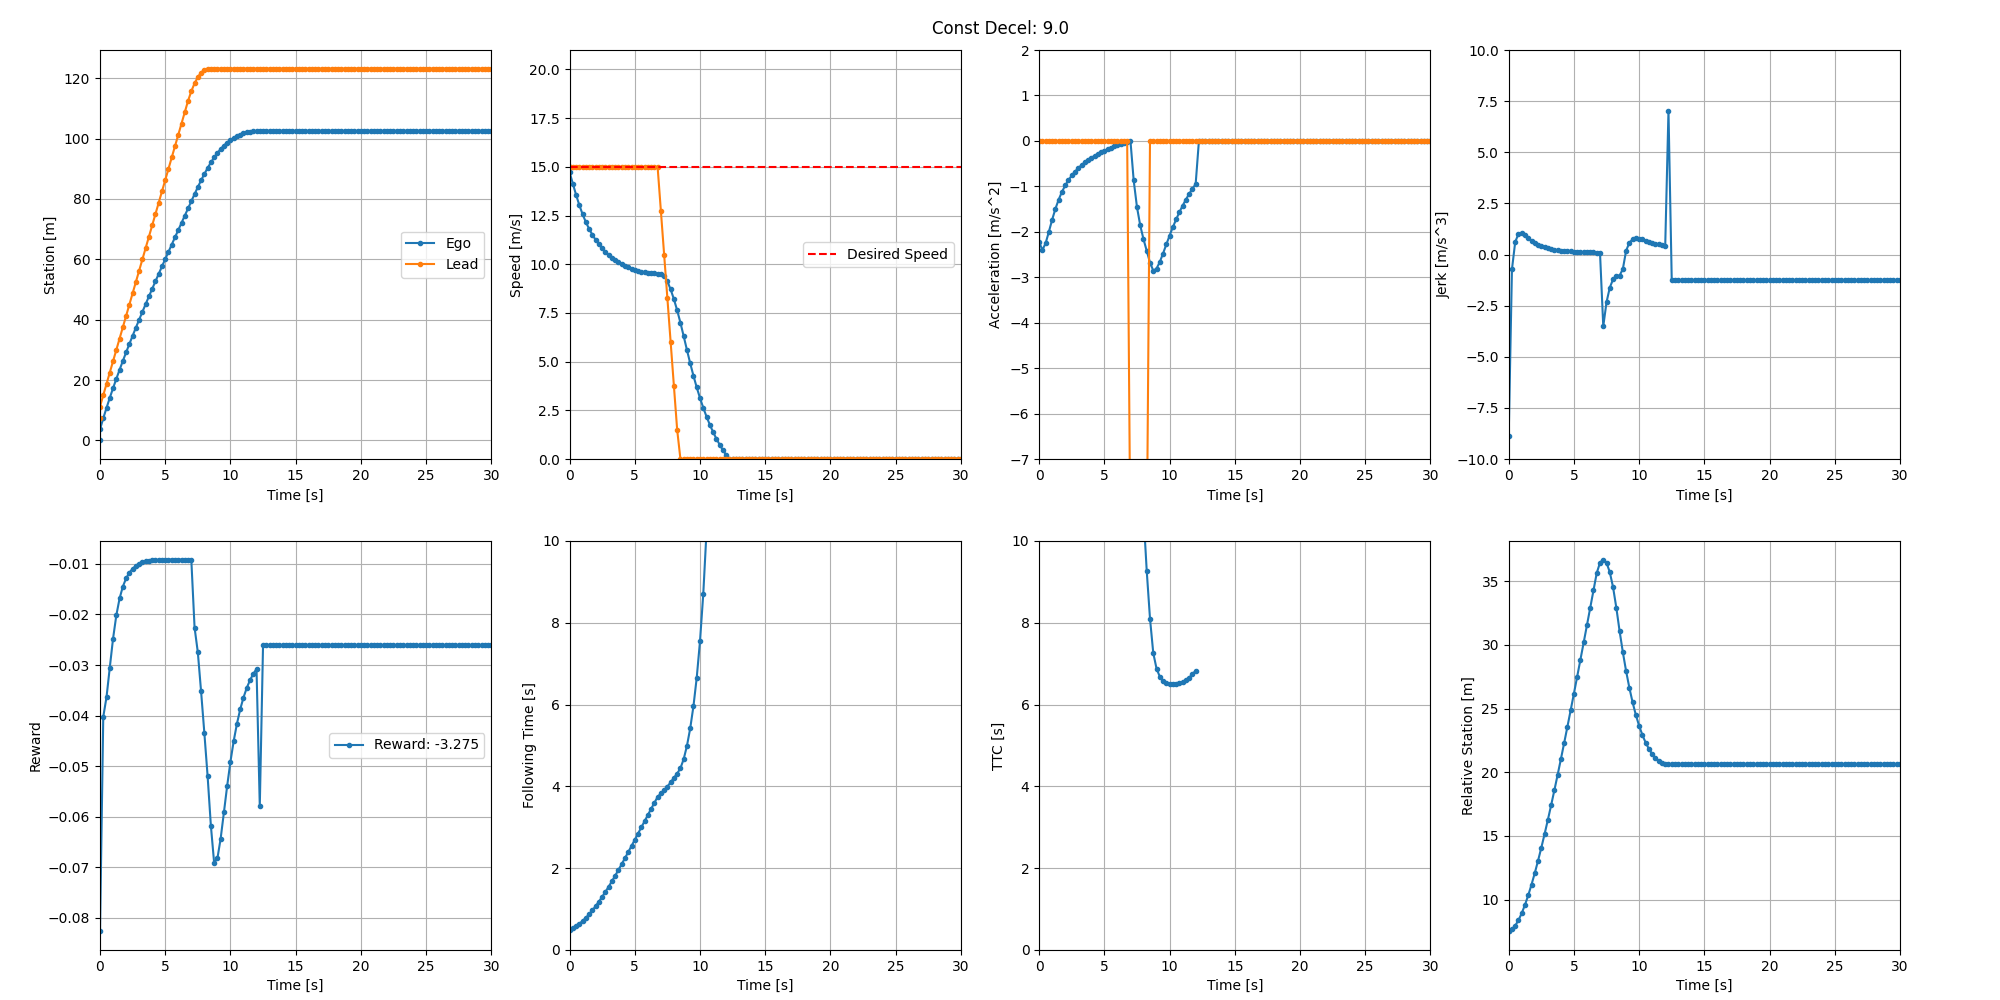 Const Decel: 9.0
120
100
80
60
40
20
0
Station [m]
Ego
Lead
0 5 10 15 20 25 30
Time [s]
20.0
17.5
15.0
12.5
10.0
7.5
5.0
2.5
0.0
Speed [m/s]
Desired Speed
0 5 10 15 20 25 30
Time [s]
2
1
0
−1
−2
−3
−4
−5
−6
−7
Acceleration [m/s^2]
0 5 10 15 20 25 30
Time [s]
10.0
7.5
5.0
2.5
0.0
−2.5
−5.0
−7.5
−10.0
Jerk [m/s^3]
0 5 10 15 20 25 30
Time [s]
−0.01
−0.02
−0.03
−0.04
−0.05
−0.06
−0.07
−0.08
Reward
Reward: -3.275
0 5 10 15 20 25 30
Time [s]
10
8
6
4
2
0
Following Time [s]
0 5 10 15 20 25 30
Time [s]
10
8
6
4
2
0
TTC [s]
0 5 10 15 20 25 30
Time [s]
35
30
25
20
15
10
Relative Station [m]
0 5 10 15 20 25 30
Time [s]